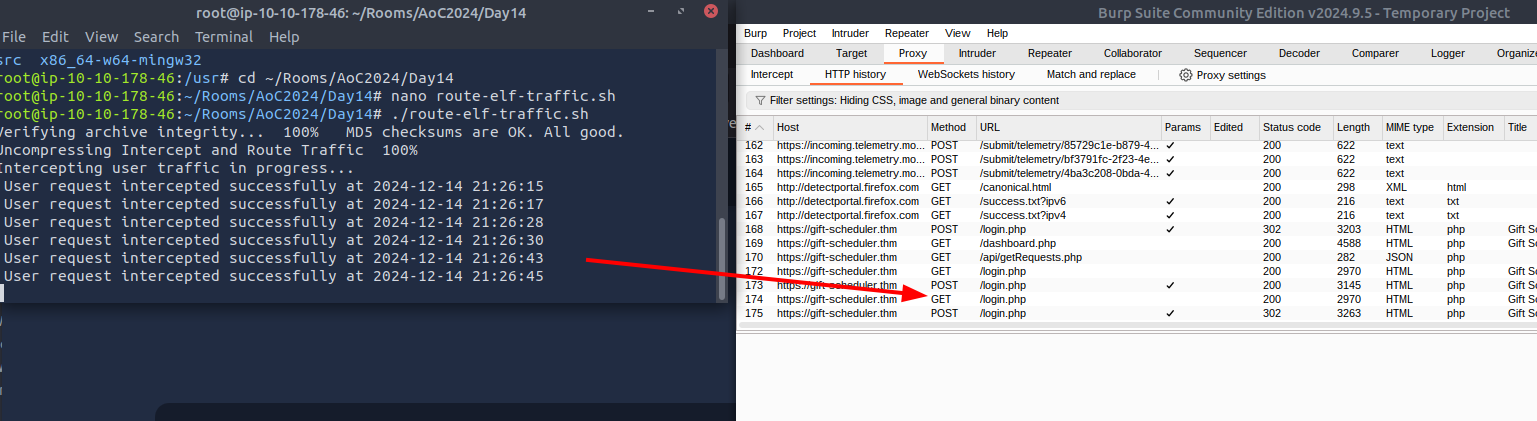 root@ip-10-10-178-46: ~/Rooms/AoC2024/Day14
File Edit View Search Terminal Help
src x86_64-w64-mingw32
root@ip-10-10-178-46:/usr# cd ~/Rooms/AoC2024/Day14
root@ip-10-10-178-46:~/Rooms/AoC2024/Day14# nano route-elf-traffic.sh
root@ip-10-10-178-46:~/Rooms/AoC2024/Day14# ./route-elf-traffic.sh
Verifying archive integrity... 100% MD5 checksums are OK. All good.
Uncompressing Intercept and Route Traffic 100%
Intercepting user traffic in progress...
User request intercepted successfully at 2024-12-14 21:26:15
User request intercepted successfully at 2024-12-14 21:26:17
User request intercepted successfully at 2024-12-14 21:26:28
User request intercepted successfully at 2024-12-14 21:26:30
User request intercepted successfully at 2024-12-14 21:26:43
User request intercepted successfully at 2024-12-14 21:26:45
Burp Suite Community Edition v2024.9.5 - Temporary Project
Burp Project Intruder Repeater View Help
Dashboard Target Proxy Intruder Repeater Collaborator Sequencer Decoder Comparer Logger Organize
Intercept HTTP history WebSockets history Match and replace Proxy settings
Filter settings: Hiding CSS, image and general binary content
# Host Method URL Params Edited Status code Length MIME type Extension Title
162 https://incoming.telemetry.mo... POST /submit/telemetry/85729c1e-b879-4... ✓ 200 622 text
163 https://incoming.telemetry.mo... POST /submit/telemetry/bf3791fc-2f23-4e... ✓ 200 622 text
164 https://incoming.telemetry.mo... POST /submit/telemetry/4ba3c208-0bda-4... ✓ 200 622 text
165 http://detectportal.firefox.com GET /canonical.html 200 298 XML html
166 http://detectportal.firefox.com GET /success.txt?ipv6 ✓ 200 216 text txt
167 http://detectportal.firefox.com GET /success.txt?ipv4 ✓ 200 216 text txt
168 https://gift-scheduler.thm POST /login.php ✓ 302 3203 HTML php Gift Sc
169 https://gift-scheduler.thm GET /dashboard.php 200 4588 HTML php Gift Sc
170 https://gift-scheduler.thm GET /api/getRequests.php 200 282 JSON php
172 https://gift-scheduler.thm GET /login.php 200 2970 HTML php Gift Sc
173 https://gift-scheduler.thm POST /login.php ✓ 200 3145 HTML php Gift Sc
174 https://gift-scheduler.thm GET /login.php 200 2970 HTML php Gift Sc
175 https://gift-scheduler.thm POST /login.php ✓ 302 3263 HTML php Gift Sc